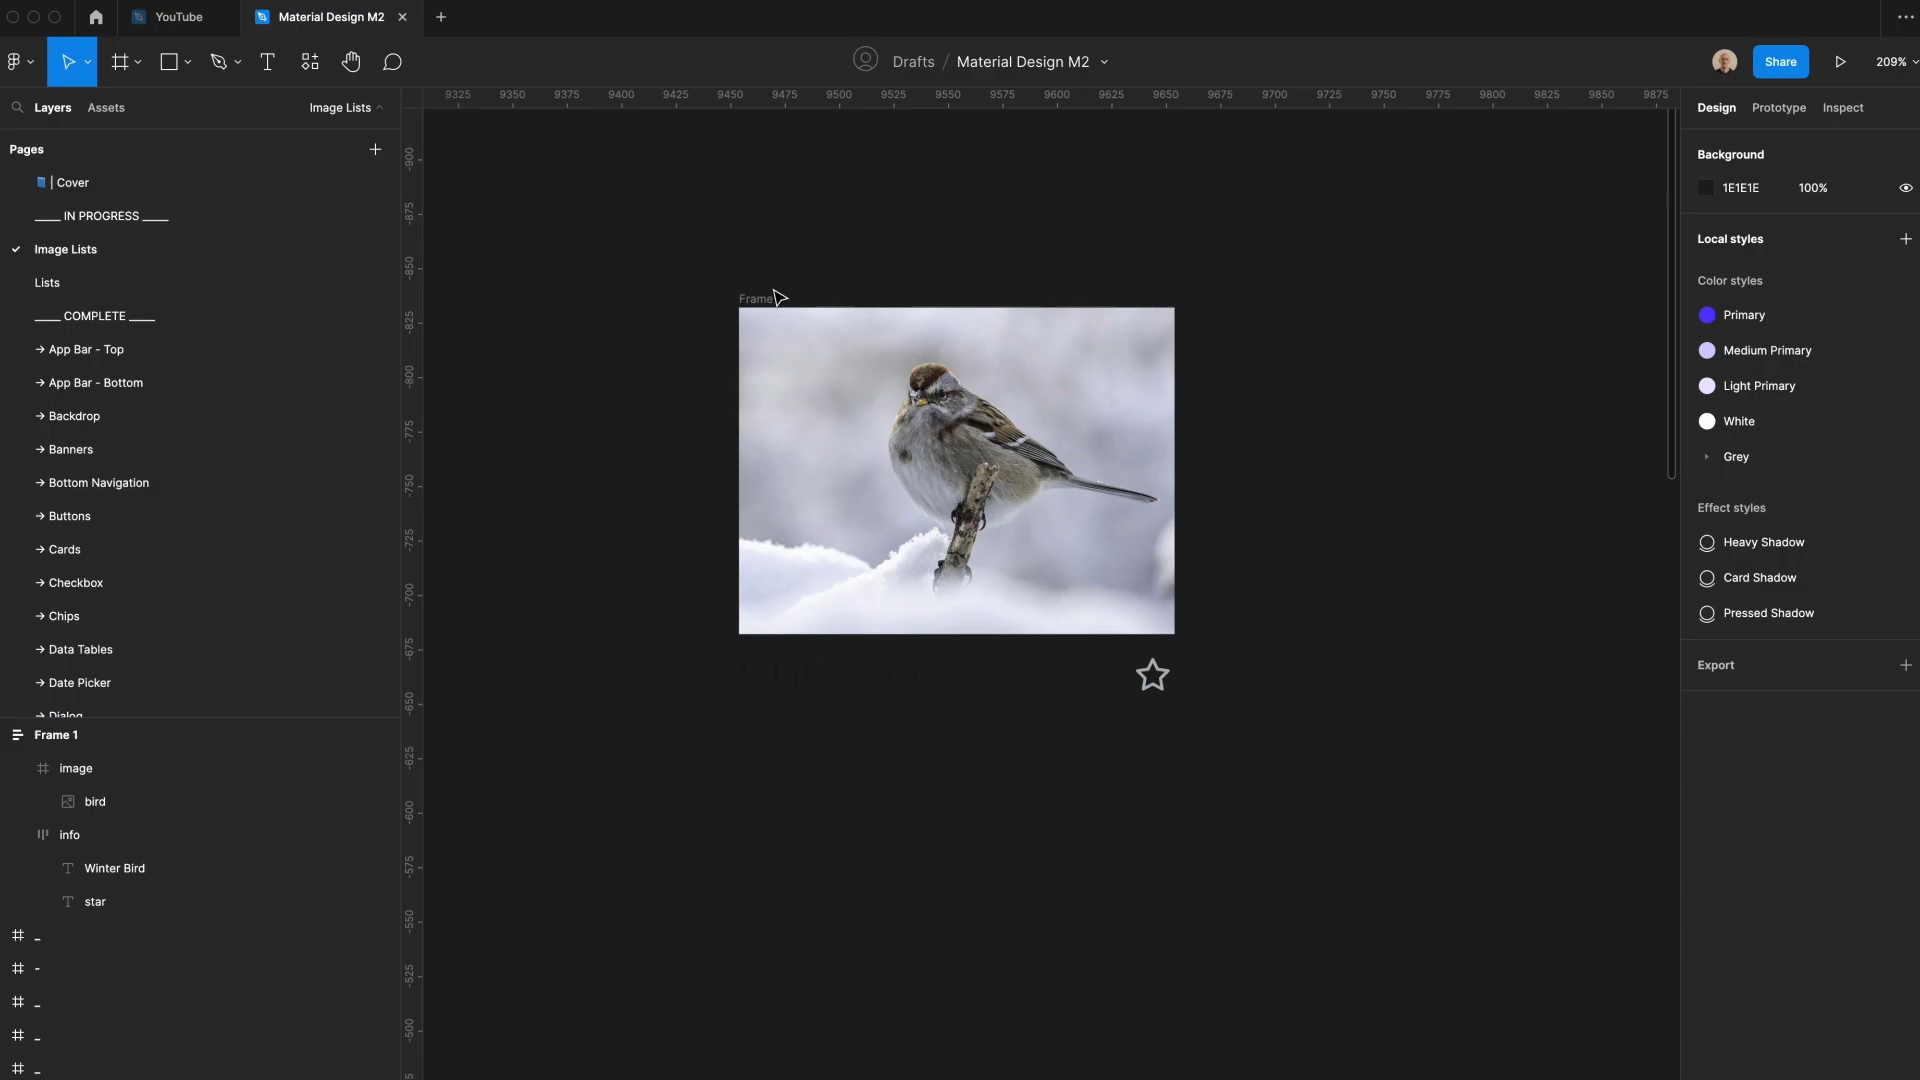 YouTube
Material Design M2
Drafts / Material Design M2
Share
209%
Layers
Assets
Image Lists
9325 9350 9375 9400 9425 9450 9475 9500 9525 9550 9575 9600 9625 9650 9675 9700 9725 9750 9775 9800 9825 9850 9875
Design
Prototype
Inspect
Pages
| Cover
____ IN PROGRESS ____
Image Lists
Lists
____ COMPLETE ____
→ App Bar - Top
→ App Bar - Bottom
→ Backdrop
→ Banners
→ Bottom Navigation
→ Buttons
→ Cards
→ Checkbox
→ Chips
→ Data Tables
→ Date Picker
→ Dialog
Frame 1
image
bird
info
Winter Bird
star
_
-
_
_
_
-900
-875
-850
-825
-800
-775
-750
-725
-700
-675
-650
-625
-600
-575
-550
-525
-500
Frame
Winter Bird
Background
1E1E1E
100%
Local styles
Color styles
Primary
Medium Primary
Light Primary
White
Grey
Effect styles
Heavy Shadow
Card Shadow
Pressed Shadow
Export